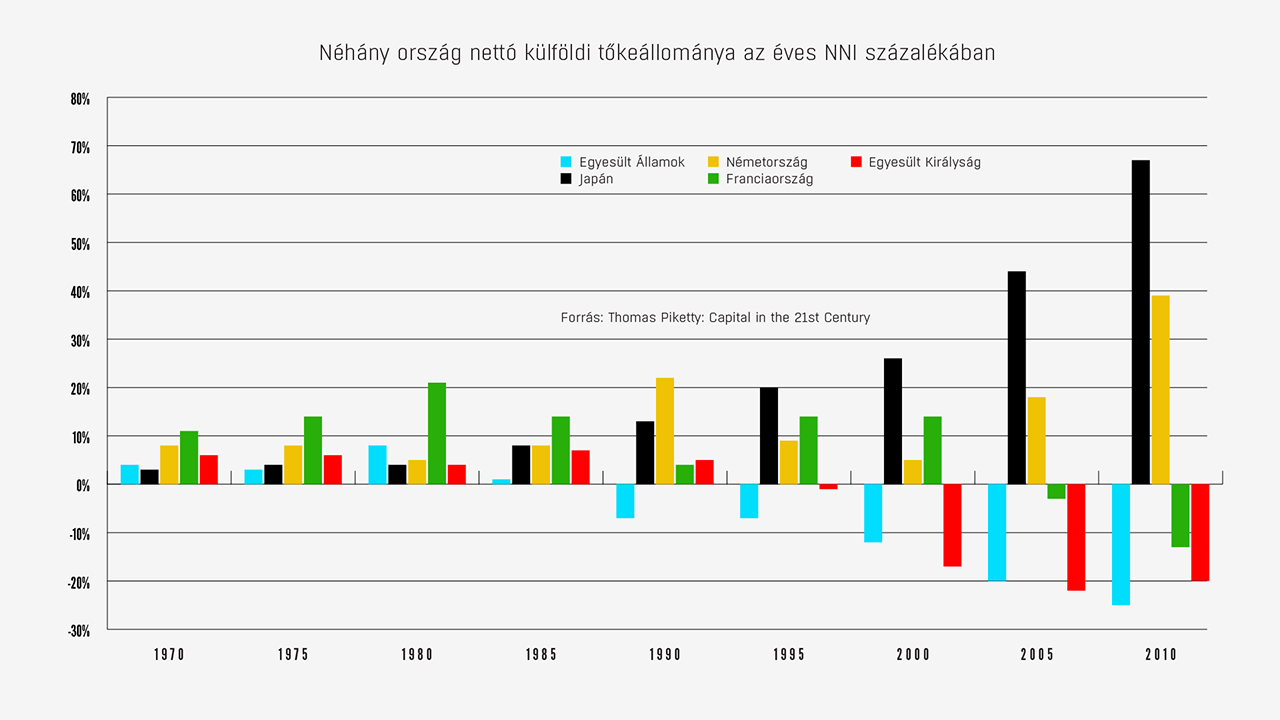 Néhány ország nettó külföldi tőkeállománya az éves NNI százalékában
80%
70%
Egyesült Államok Németország Egyesült Királyság
Japán Franciaország
60%
50%
40%
Forrás: Thomas Piketty: Capital in the 21st Century
30%
20%
10%
0%
-10%
-20%
-30%
1970 1975 1980 1985 1990 1995 2000 2005 2010